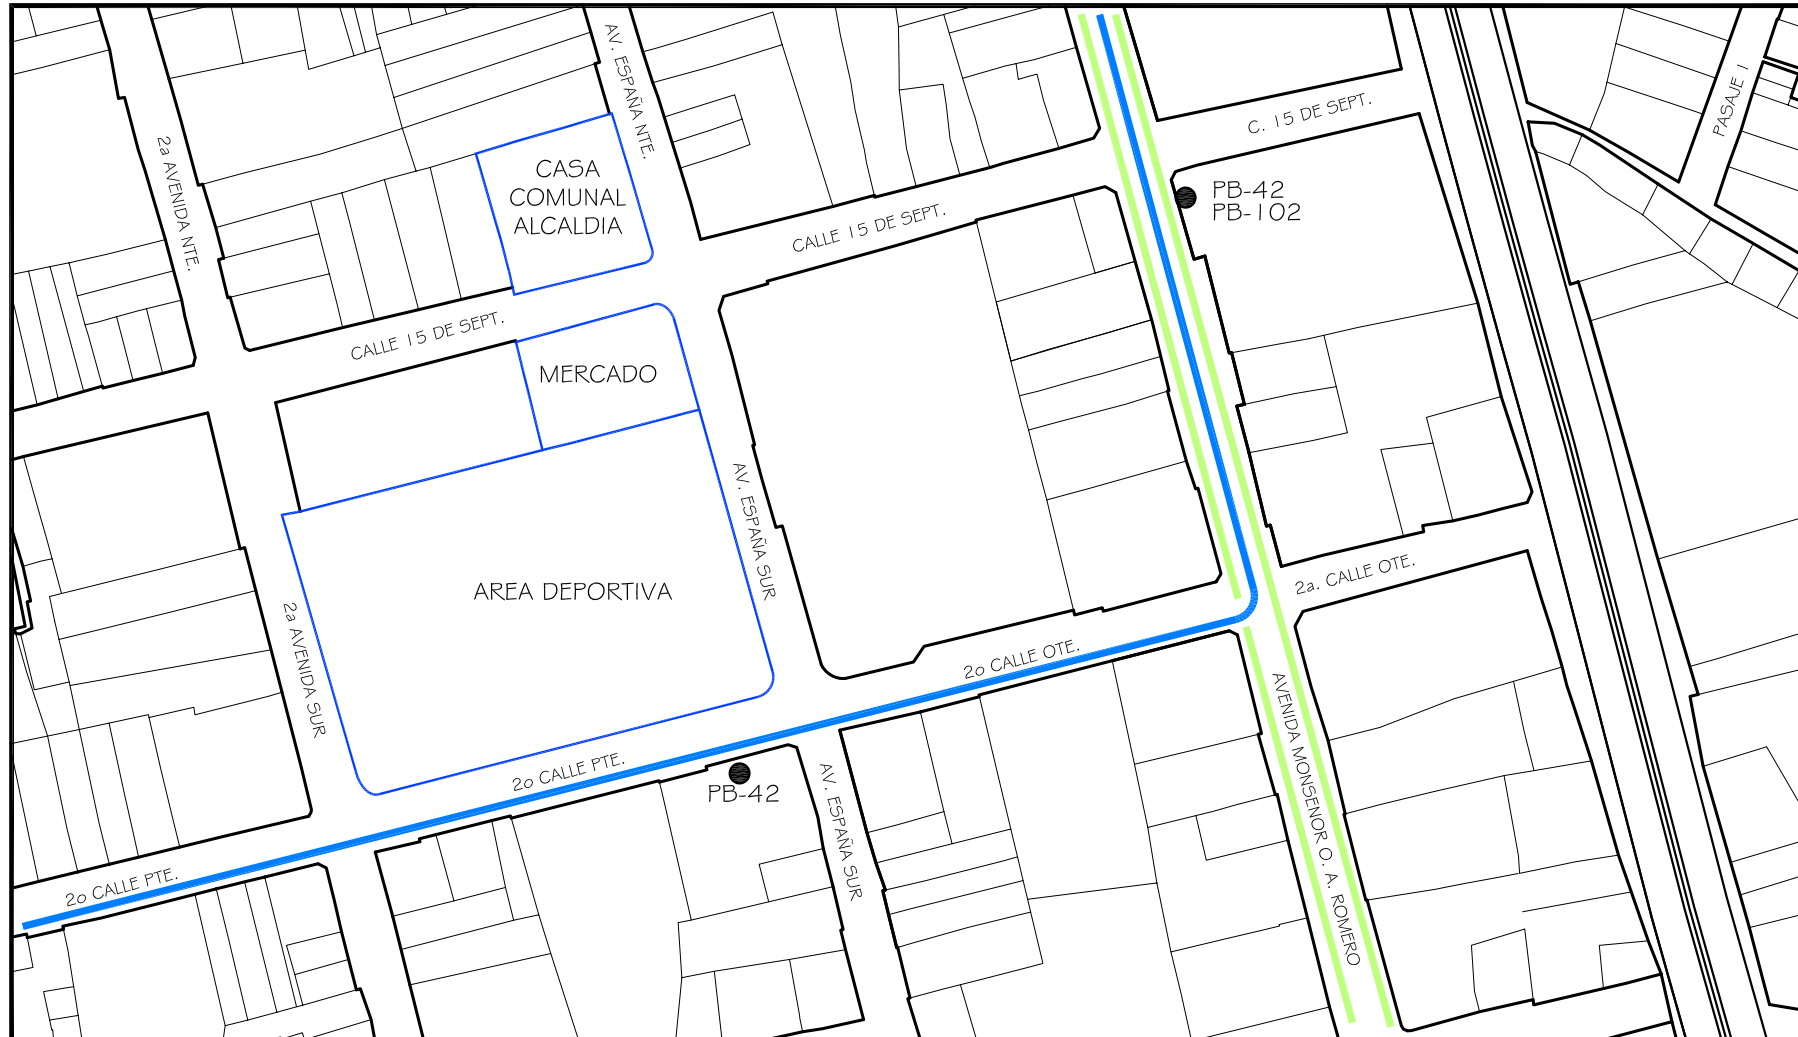 AV. ESPAÑA NTE.
PASAJE I
C. 15 DE SEPT.
2a AVENIDA NTE.
CASA
COMUNAL
ALCALDIA
PB-42
PB-102
CALLE 15 DE SEPT.
CALLE 15 DE SEPT.
MERCADO
AV. ESPAÑA SUR
AREA DEPORTIVA
2a. CALLE OTE.
2a AVENIDA SUR
2o CALLE OTE.
AVENIDA MONSENOR O. A. ROMERO
2o CALLE PTE.
PB-42
AV. ESPAÑA SUR
2o CALLE PTE.